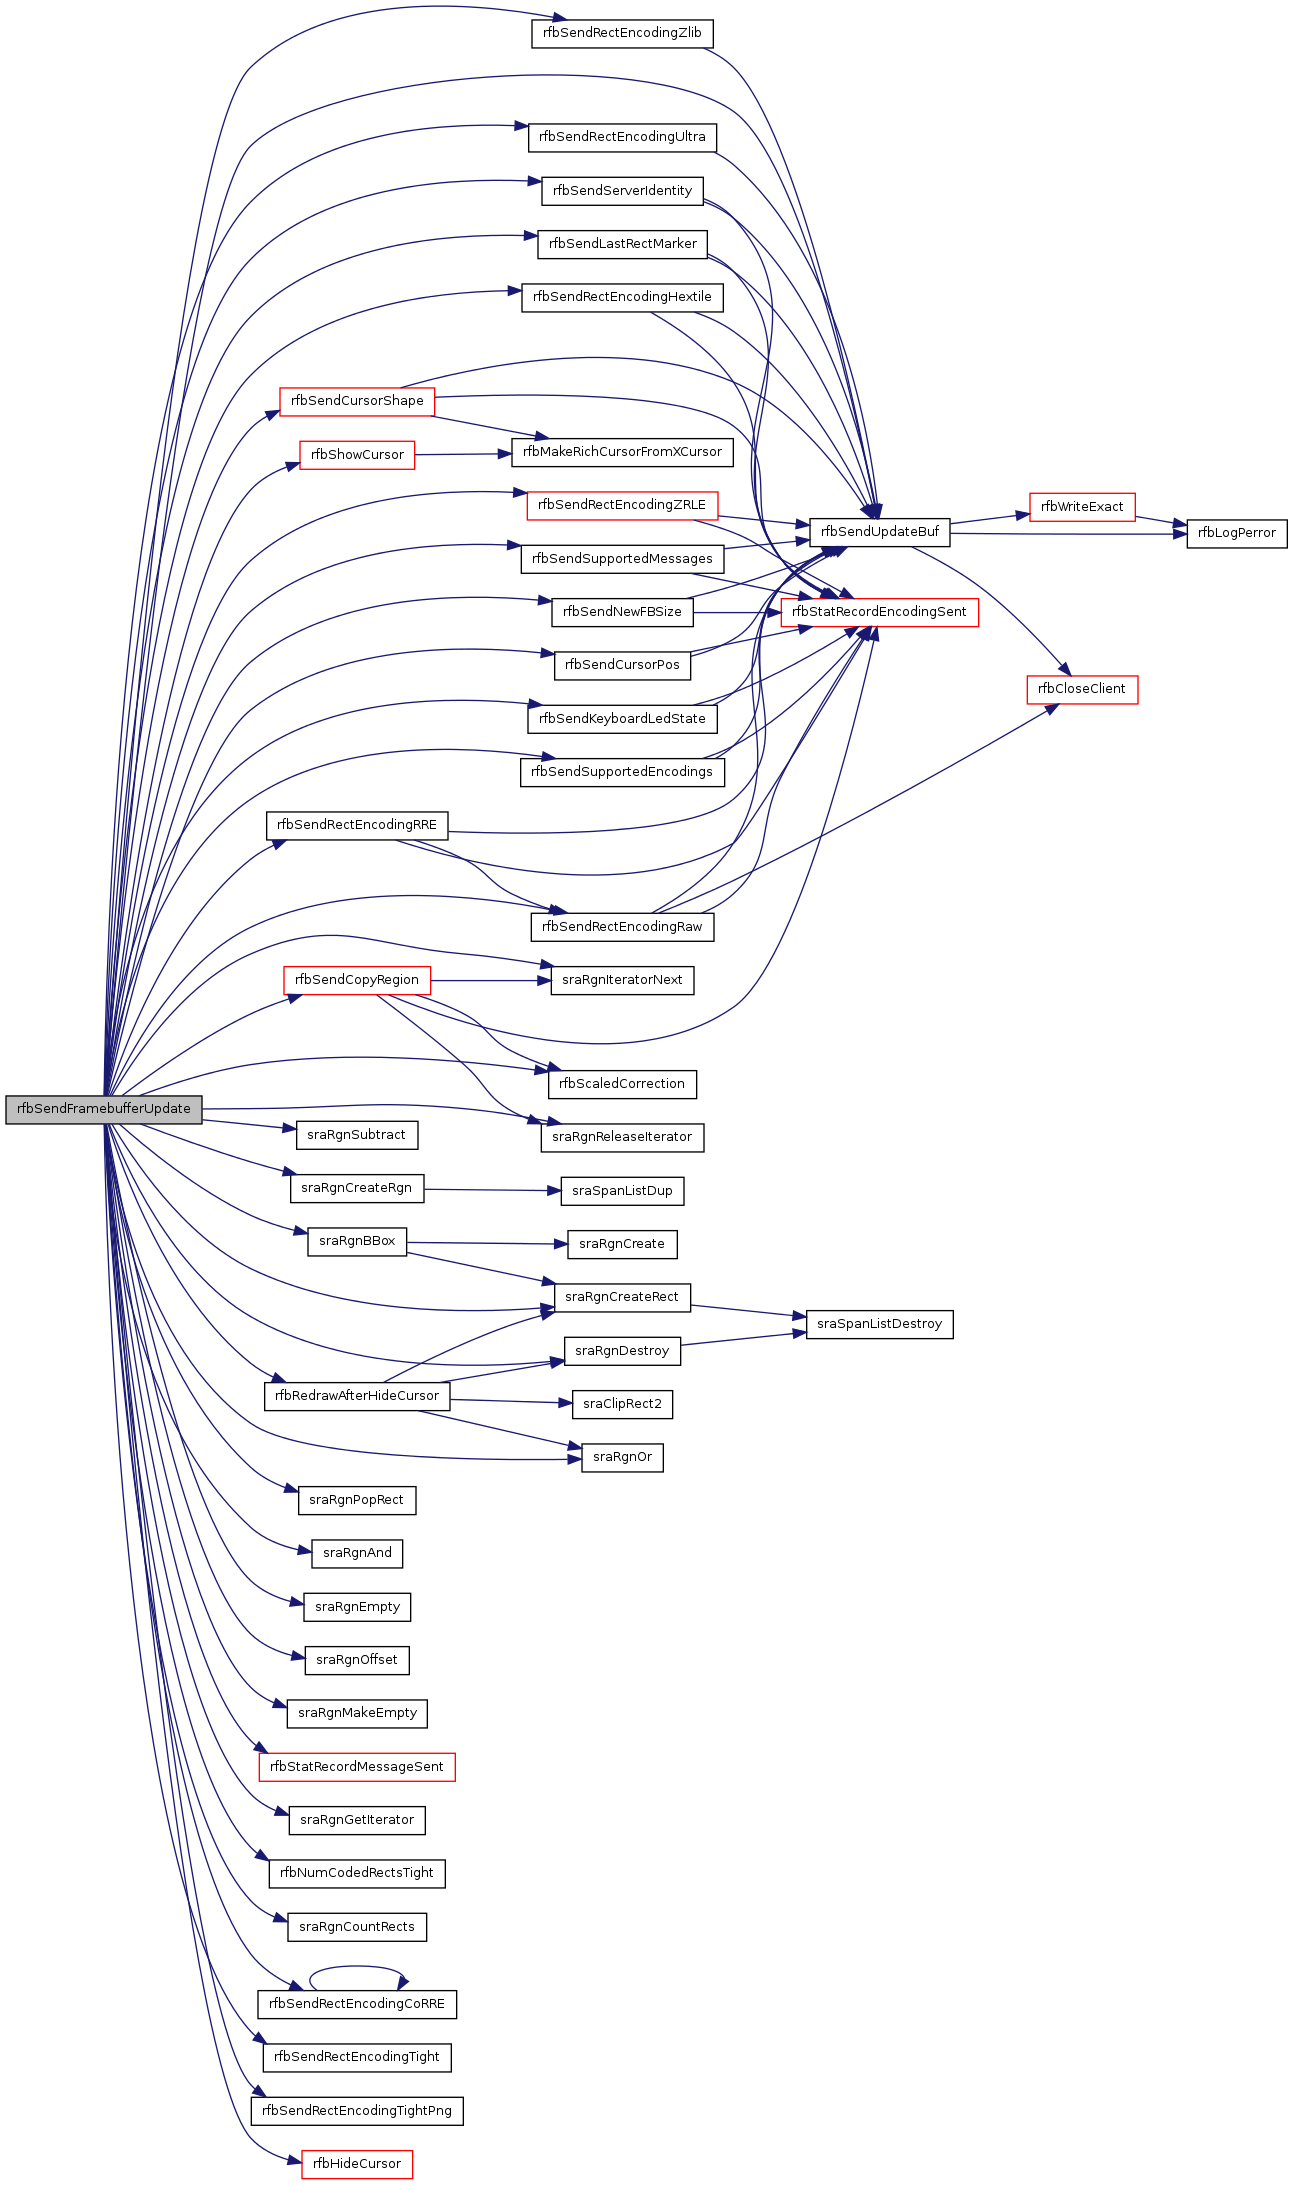 rfbSendRectEncodingZlib
rfbSendRectEncodingUltra
rfbSendServerIdentity
rfbSendLastRectMarker
rfbSendRectEncodingHextile
rfbSendCursorShape
rfbShowCursor
rfbMakeRichCursorFromXCursor
rfbSendRectEncodingZRLE
rfbWriteExact
rfbSendUpdateBuf
rfbLogPerror
rfbSendSupportedMessages
rfbSendNewFBSize
rfbStatRecordEncodingSent
rfbSendCursorPos
rfbCloseClient
rfbSendKeyboardLedState
rfbSendSupportedEncodings
rfbSendRectEncodingRRE
rfbSendRectEncodingRaw
rfbSendCopyRegion
sraRgnIteratorNext
rfbScaledCorrection
rfbSendFramebufferUpdate
sraRgnSubtract
sraRgnReleaseIterator
sraRgnCreateRgn
sraSpanListDup
sraRgnBBox
sraRgnCreate
sraRgnCreateRect
sraSpanListDestroy
sraRgnDestroy
rfbRedrawAfterHideCursor
sraClipRect2
sraRgnOr
sraRgnPopRect
sraRgnAnd
sraRgnEmpty
sraRgnOffset
sraRgnMakeEmpty
rfbStatRecordMessageSent
sraRgnGetIterator
rfbNumCodedRectsTight
sraRgnCountRects
rfbSendRectEncodingCoRRE
rfbSendRectEncodingTight
rfbSendRectEncodingTightPng
rfbHideCursor